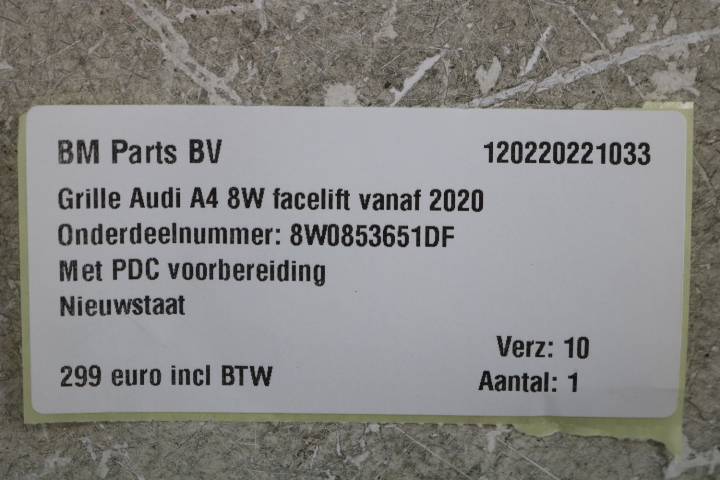 BM Parts BV 120220221033
Grille Audi A4 8W facelift vanaf 2020
Onderdeelnummer: 8W0853651DF
Met PDC voorbereiding
Nieuwstaat
Verz: 10
299 euro incl BTW Aantal: 1